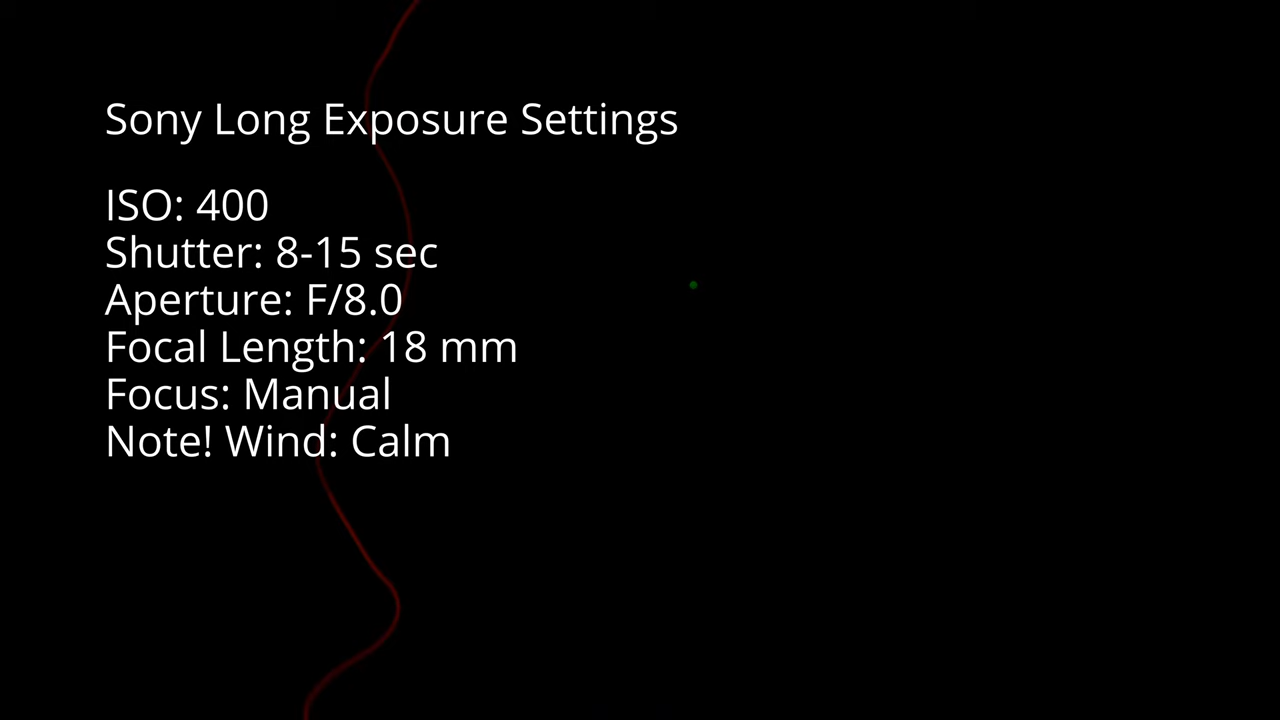 Sony Long Exposure Settings
ISO: 400
Shutter: 8-15 sec
Aperture: F/8.0
Focal Length: 18 mm
Focus: Manual
Note! Wind: Calm